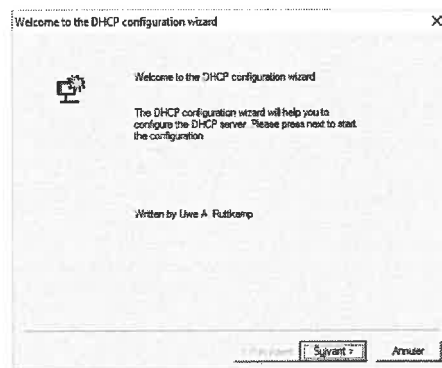 Welcome to the DHCP configuration wizard
Welcome to the DHCP configuration wizard
The DHCP configuration wizard will help you to
configure the DHCP server. Please press next to start
the configuration
Written by Uwe A. Ruttkamp
Suivant >
Annuler